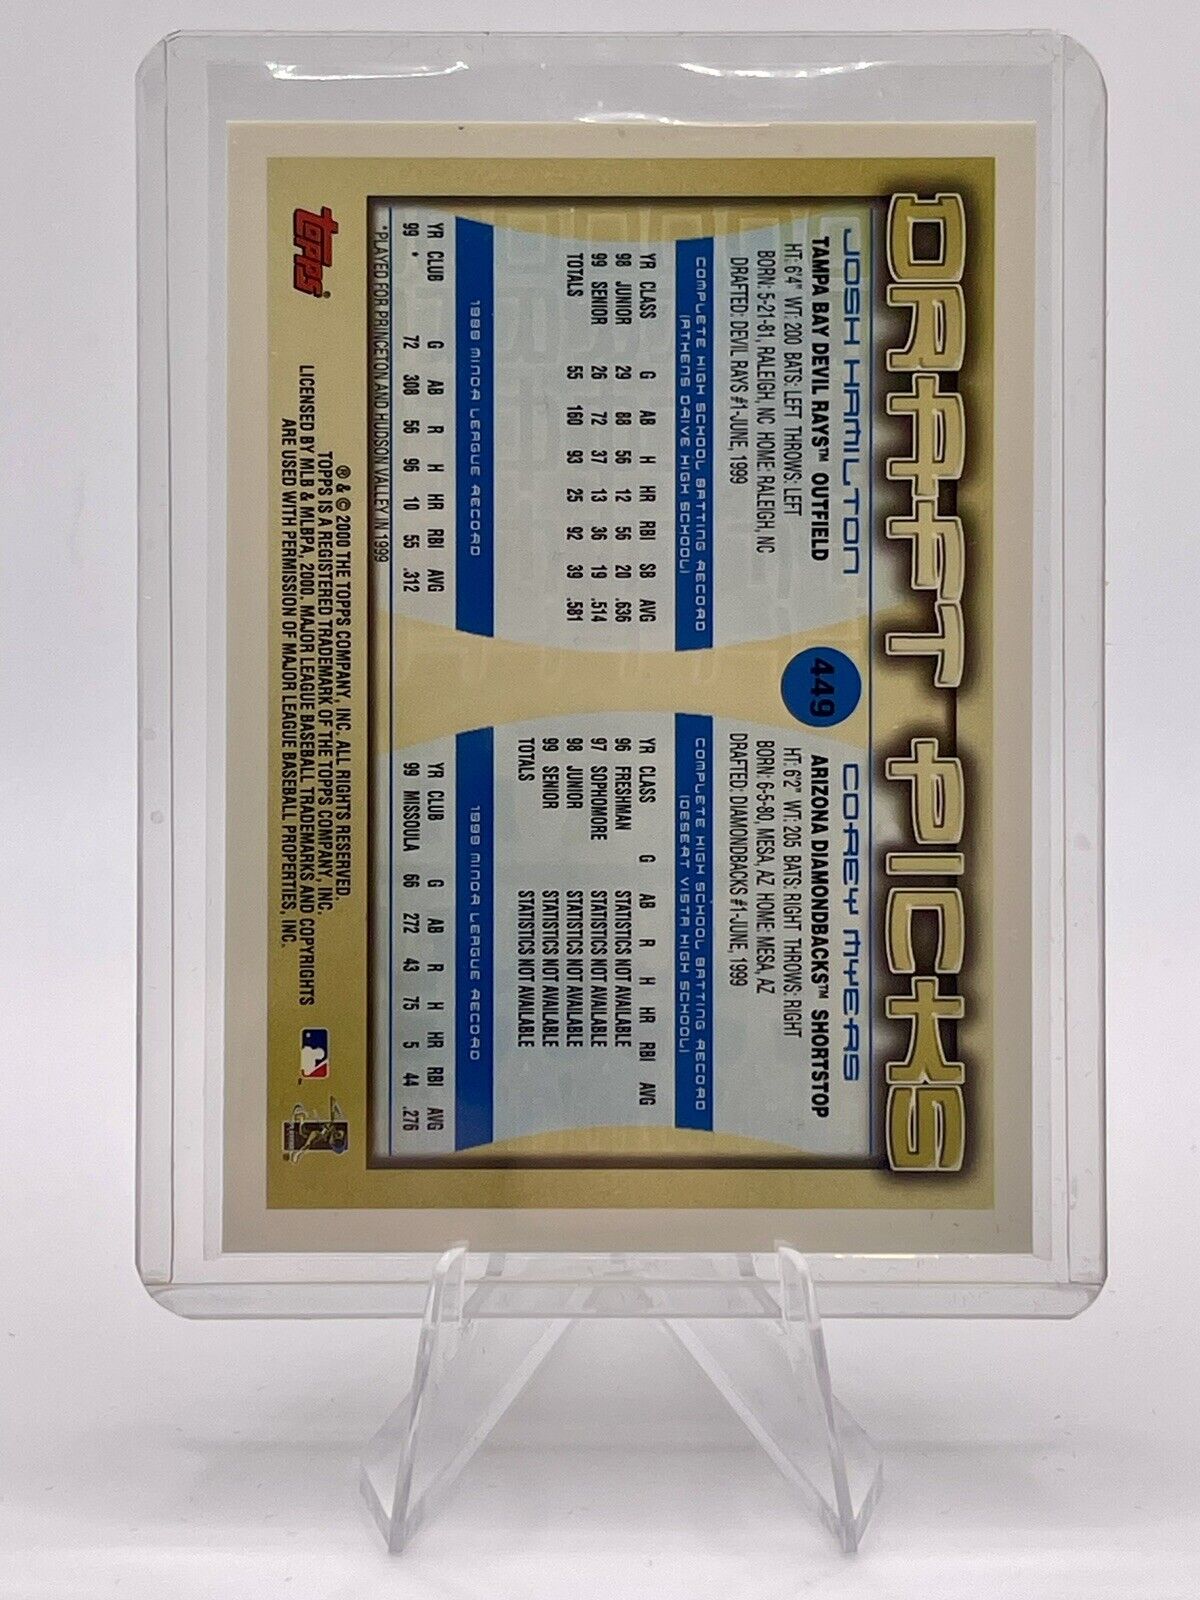 DRAFT PICKS
449
JOSH HAMILTON
TAMPA BAY DEVIL RAYS™ OUTFIELD
HT: 6'4" WT: 200 BATS: LEFT THROWS: LEFT
BORN: 5-21-81, RALEIGH, NC HOME: RALEIGH, NC
DRAFTED: DEVIL RAYS #1-JUNE, 1999
COMPLETE HIGH SCHOOL BATTING RECORD
(ATHENS DRIVE HIGH SCHOOL)
YR CLASS G AB H HR RBI SB AVG
98 JUNIOR 29 88 56 12 56 20 .636
99 SENIOR 26 72 37 13 36 19 .514
TOTALS 55 160 93 25 92 39 .581
1999 MINOR LEAGUE RECORD
YR CLUB G AB R H HR RBI AVG
99 * 72 308 56 96 10 55 .312
*PLAYED FOR PRINCETON AND HUDSON VALLEY IN 1999
COREY MYERS
ARIZONA DIAMONDBACKS™ SHORTSTOP
HT: 6'2" WT: 205 BATS: RIGHT THROWS: RIGHT
BORN: 6-5-80, MESA, AZ HOME: MESA, AZ
DRAFTED: DIAMONDBACKS #1-JUNE, 1999
COMPLETE HIGH SCHOOL BATTING RECORD
(DESERT VISTA HIGH SCHOOL)
YR CLASS G AB R H HR RBI AVG
96 FRESHMAN STATISTICS NOT AVAILABLE
97 SOPHOMORE STATISTICS NOT AVAILABLE
98 JUNIOR STATISTICS NOT AVAILABLE
99 SENIOR STATISTICS NOT AVAILABLE
TOTALS STATISTICS NOT AVAILABLE
1999 MINOR LEAGUE RECORD
YR CLUB G AB R H HR RBI AVG
99 MISSOULA 66 272 43 75 5 44 .276
TOPPS®
® & © 2000 THE TOPPS COMPANY, INC. ALL RIGHTS RESERVED.
TOPPS IS A REGISTERED TRADEMARK OF THE TOPPS COMPANY, INC.
LICENSED BY MLB & MLBPA, 2000. MAJOR LEAGUE BASEBALL TRADEMARKS AND COPYRIGHTS
ARE USED WITH PERMISSION OF MAJOR LEAGUE BASEBALL PROPERTIES, INC.